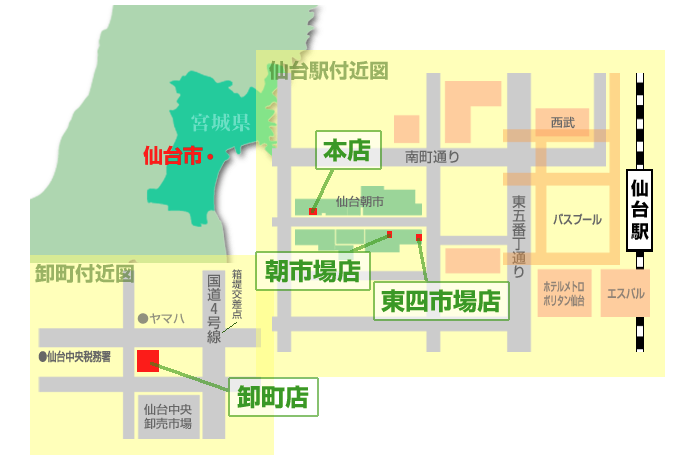 仙台駅付近図
宮城県
仙台市
西武
本店
南町通り
仙台朝市
東五番丁通り
バスプール
仙台駅
朝市場店
東四市場店
ホテルメトロ
ポリタン仙台
エスパル
卸町付近図
国道4号線
箱堤交差点
●ヤマハ
●仙台中央税務署
卸町店
仙台中央
卸売市場